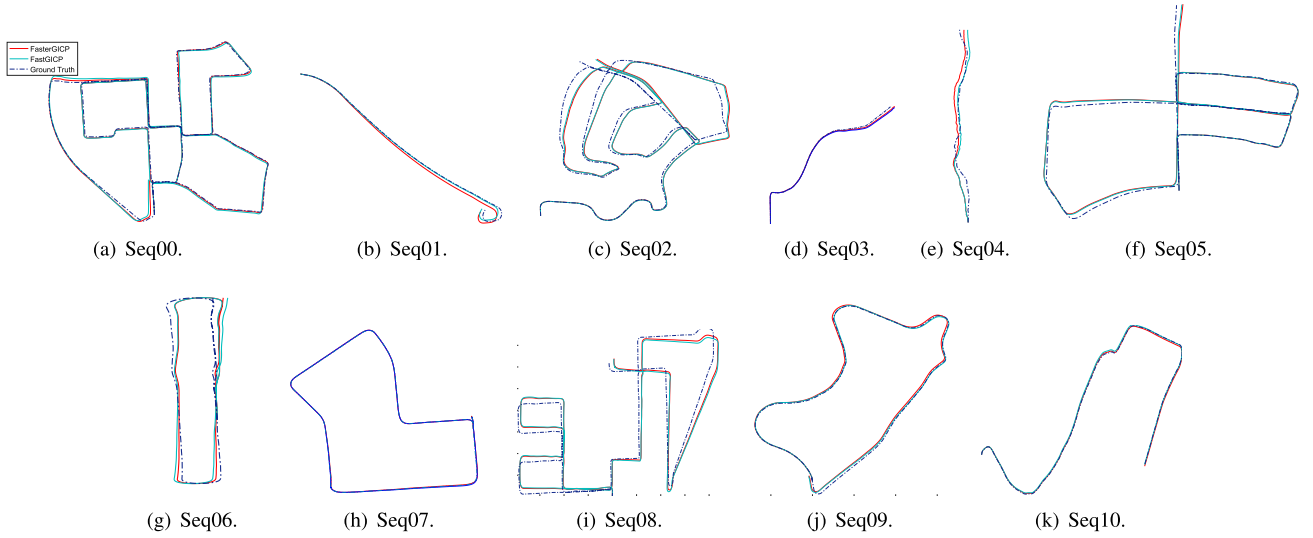 FasterGICP
FastGICP
Ground Truth
(a) Seq00.
(b) Seq01.
(c) Seq02.
(d) Seq03.
(e) Seq04.
(f) Seq05.
(g) Seq06.
(h) Seq07.
(i) Seq08.
(j) Seq09.
(k) Seq10.